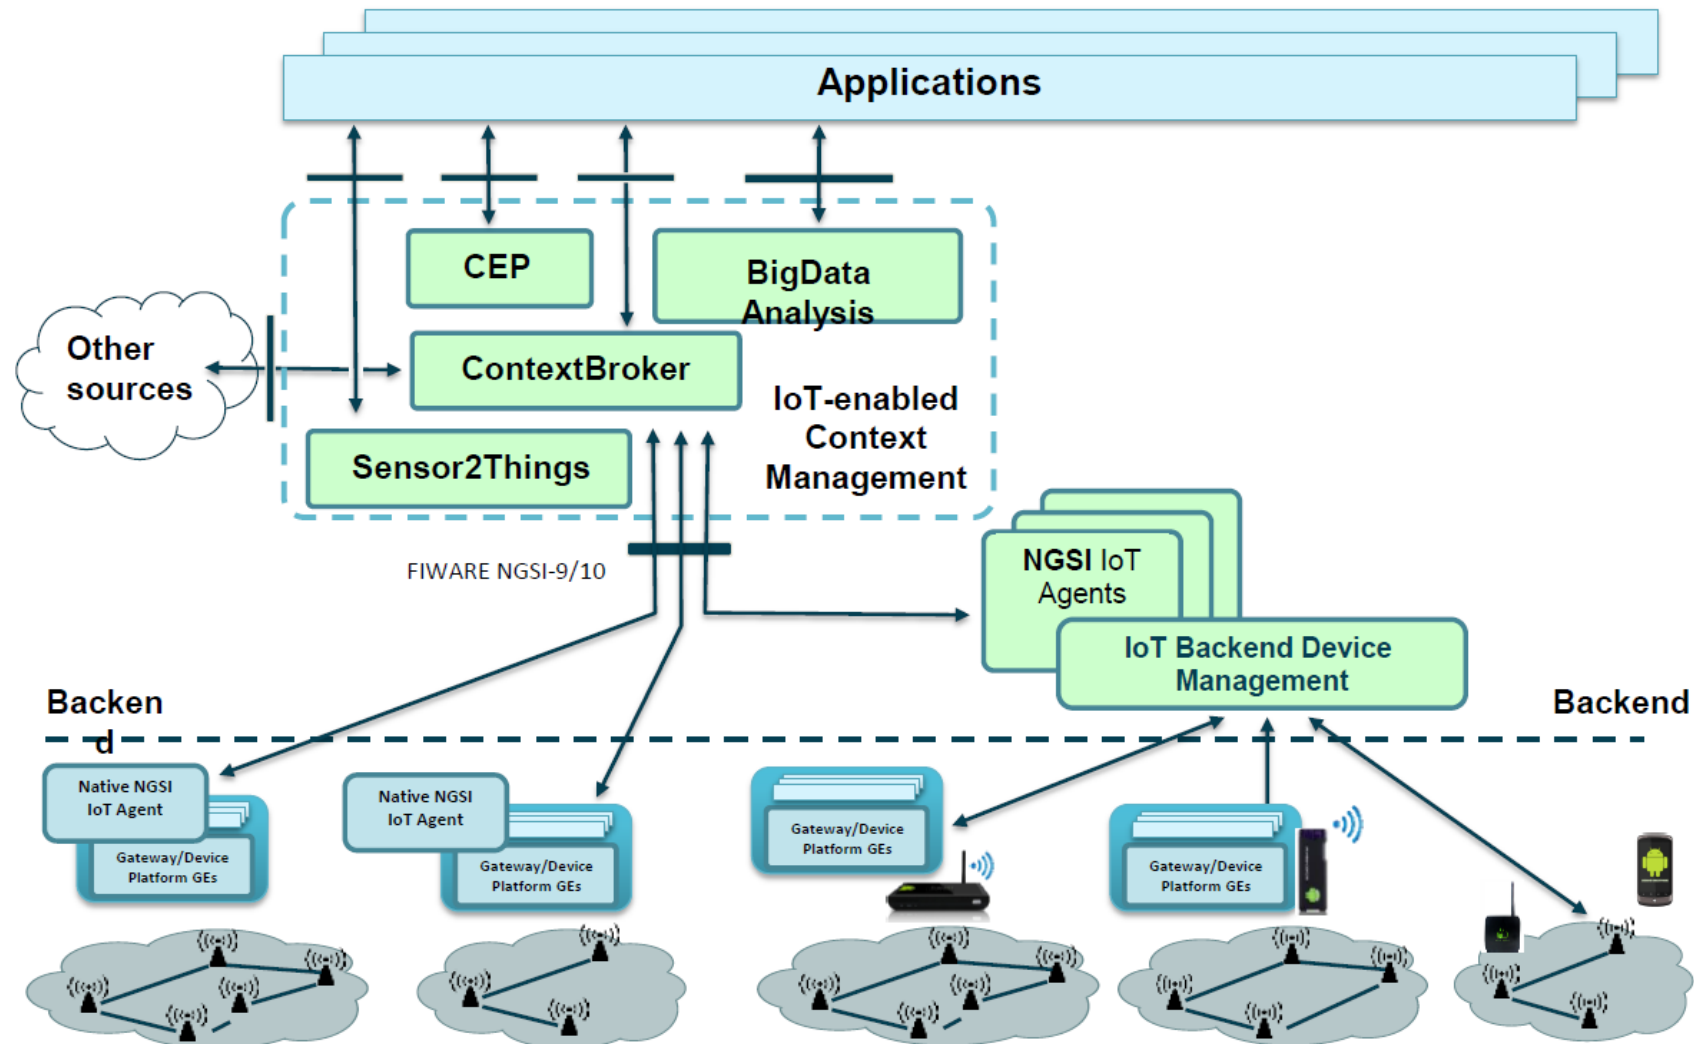 Applications
CEP
BigData
Analysis
Other
sources
ContextBroker
IoT-enabled
Context
Management
Sensor2Things
FIWARE NGSI-9/10
NGSI IoT
Agents
IoT Backend Device
Management
Backen
d
Backend
Native NGSI
IoT Agent
Gateway/Device
Platform GEs
Native NGSI
IoT Agent
Gateway/Device
Platform GEs
Gateway/Device
Platform GEs
Gateway/Device
Platform GEs